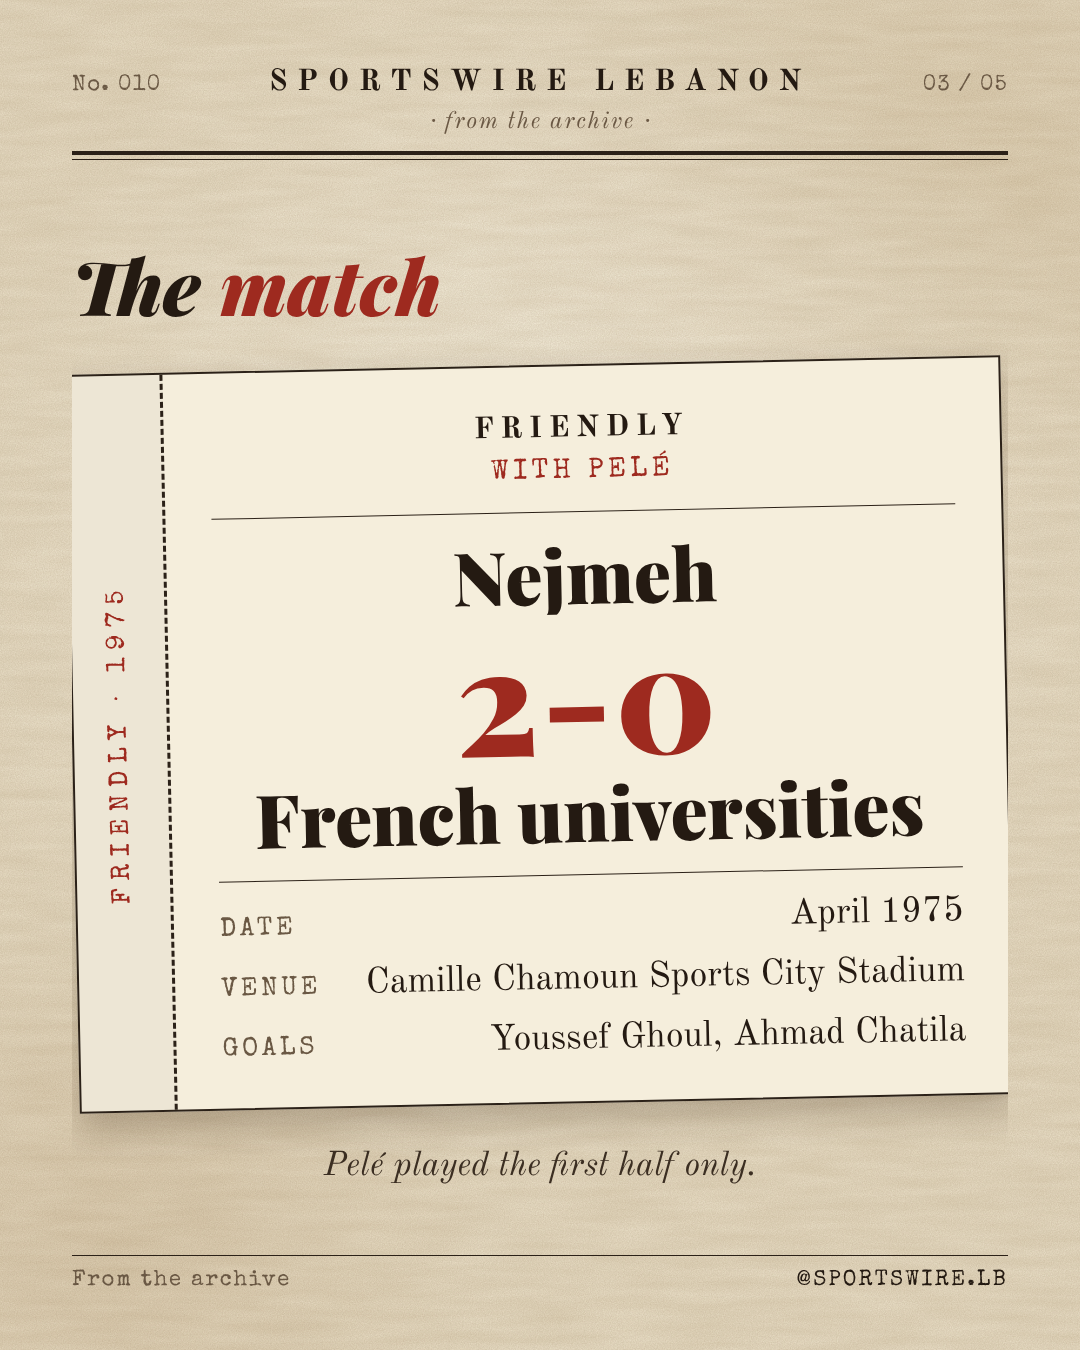 No. 010
SPORTSWIRE LEBANON
03 / 05
· from the archive ·
The match
FRIENDLY · 1975
FRIENDLY
WITH PELÉ
Nejmeh
2-0
French universities
DATE April 1975
VENUE Camille Chamoun Sports City Stadium
GOALS Youssef Ghoul, Ahmad Chatila
Pelé played the first half only.
From the archive
@SPORTSWIRE.LB